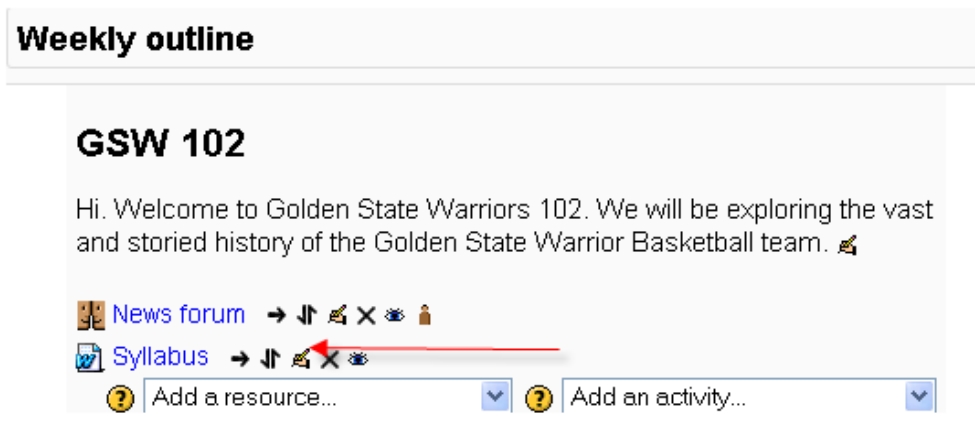 Weekly outline
GSW 102
Hi. Welcome to Golden State Warriors 102. We will be exploring the vast
and storied history of the Golden State Warrior Basketball team.
News forum
Syllabus
Add a resource... Add an activity...